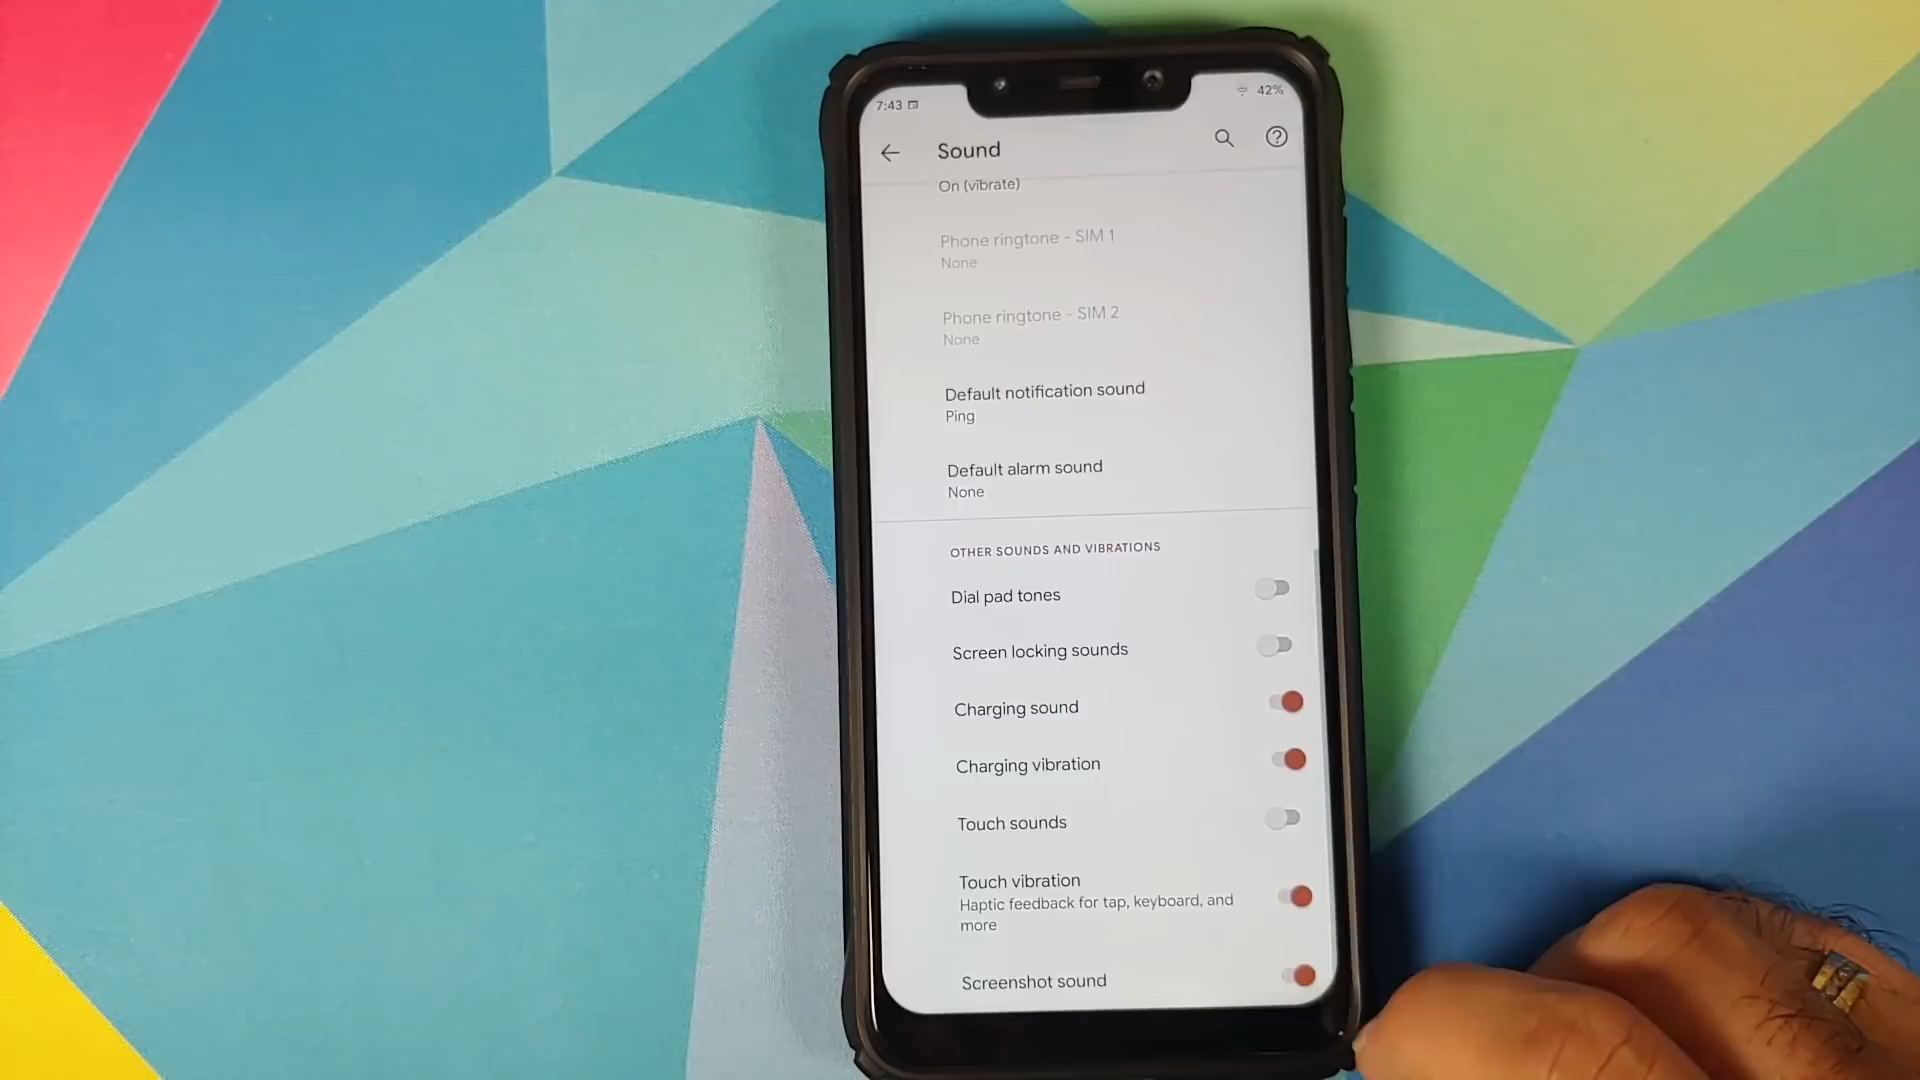 7:43
42%
Sound
On (vibrate)
Phone ringtone - SIM 1
None
Phone ringtone - SIM 2
None
Default notification sound
Ping
Default alarm sound
None
OTHER SOUNDS AND VIBRATIONS
Dial pad tones
Screen locking sounds
Charging sound
Charging vibration
Touch sounds
Touch vibration
Haptic feedback for tap, keyboard, and
more
Screenshot sound